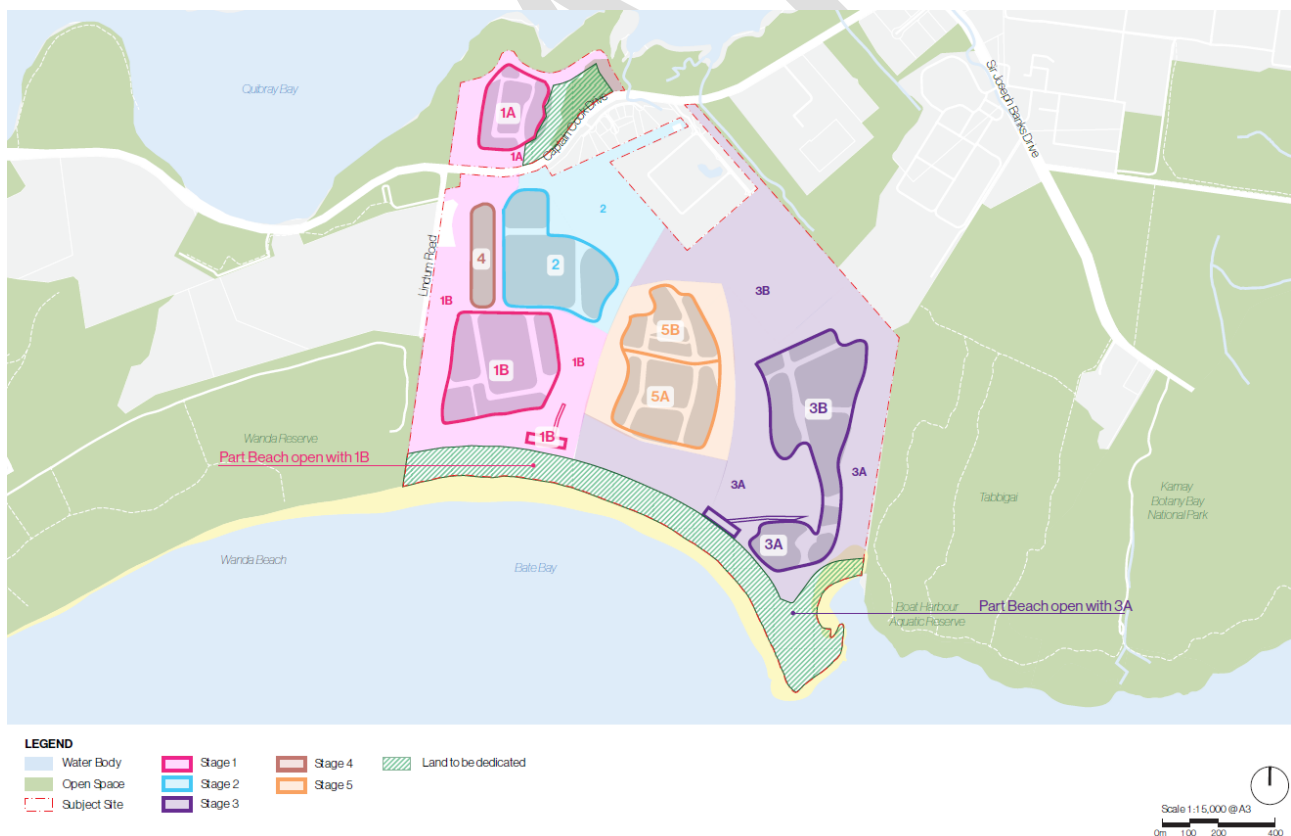 Quibray Bay
1A
1A
Captain Cook Drive
Sir Joseph Banks Drive
Lindum Road
2
4
2
1B
3B
5B
1B
1B
5A
3B
1B
Wanda Reserve
Part Beach open with 1B
3A
3A
Tabbigai
Kamay
Botany Bay
National Park
3A
Wanda Beach
Bate Bay
Boat Harbour
Aquatic Reserve
Part Beach open with 3A
LEGEND
Water Body
Open Space
Subject Site
Stage 1
Stage 2
Stage 3
Stage 4
Stage 5
Land to be dedicated
Scale 1:15,000 @A3
0m 100 200 400